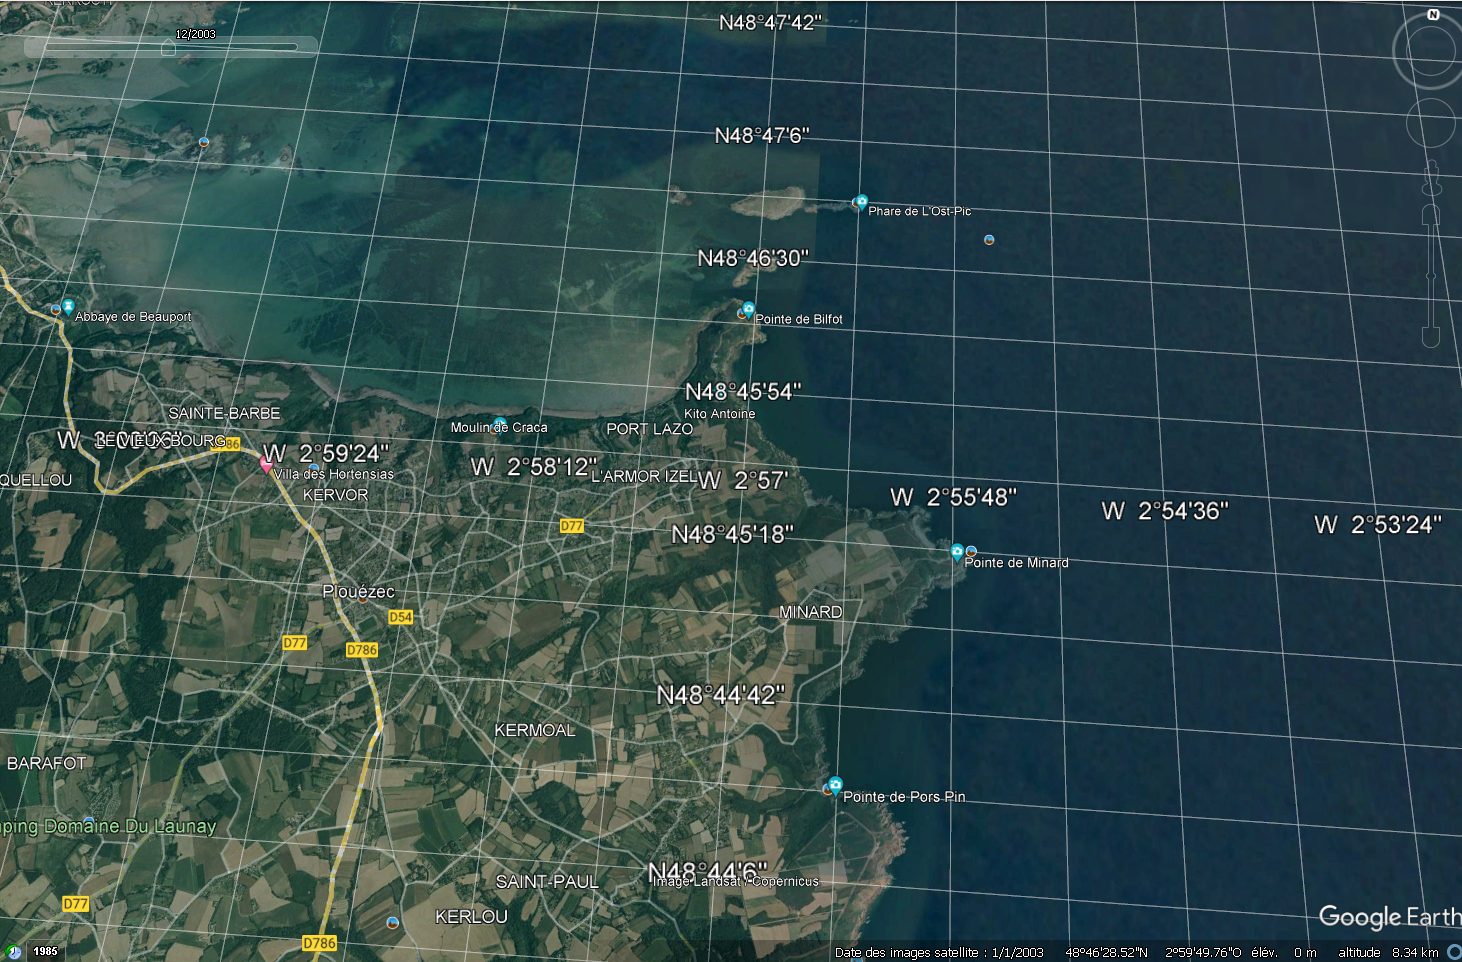 12/2003
N48°47'42"
N
N48°47'6"
Phare de L'Ost-Pic
N48°46'30"
Abbaye de Beauport
Pointe de Bilfot
N48°45'54"
SAINTE-BARBE
Kito Antoine
Moulin de Craca
PORT LAZO
LE VIEUX BOURG
W 2°59'24"
W 2°58'12"
Villa des Hortensias
L'ARMOR IZEL
W 2°57'
QUELLOU
KERVOR
W 2°55'48"
W 2°54'36"
W 2°53'24"
D77
N48°45'18"
Pointe de Minard
Plouézec
D54
MINARD
D77
D786
N48°44'42"
KERMOAL
BARAFOT
Pointe de Pors Pin
ping Domaine Du Launay
N48°44'6"
SAINT-PAUL
Image Landsat / Copernicus
D77
KERLOU
Google Earth
D786
1985
Date des images satellite : 1/1/2003 48°46'28.52"N 2°59'49.76"O élév. 0 m altitude 8.34 km